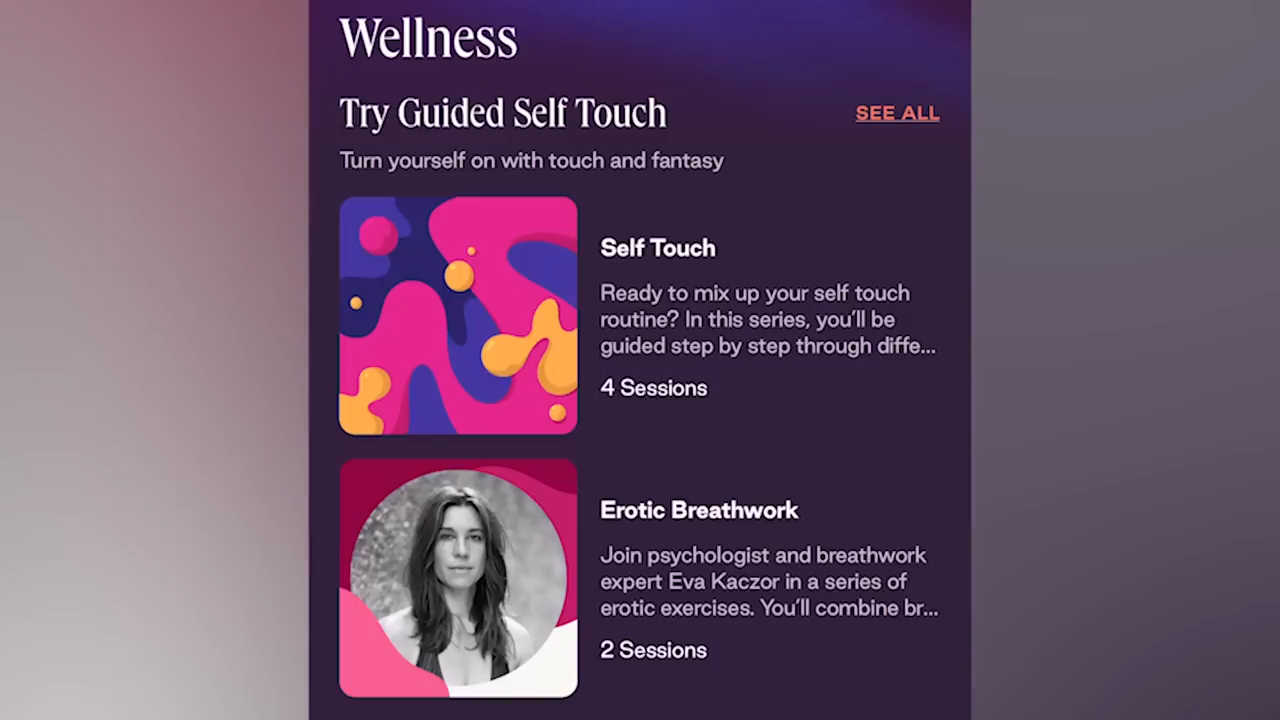 Wellness
Try Guided Self Touch
SEE ALL
Turn yourself on with touch and fantasy
Self Touch
Ready to mix up your self touch
routine? In this series, you’ll be
guided step by step through diffe...
4 Sessions
Erotic Breathwork
Join psychologist and breathwork
expert Eva Kaczor in a series of
erotic exercises. You’ll combine br...
2 Sessions